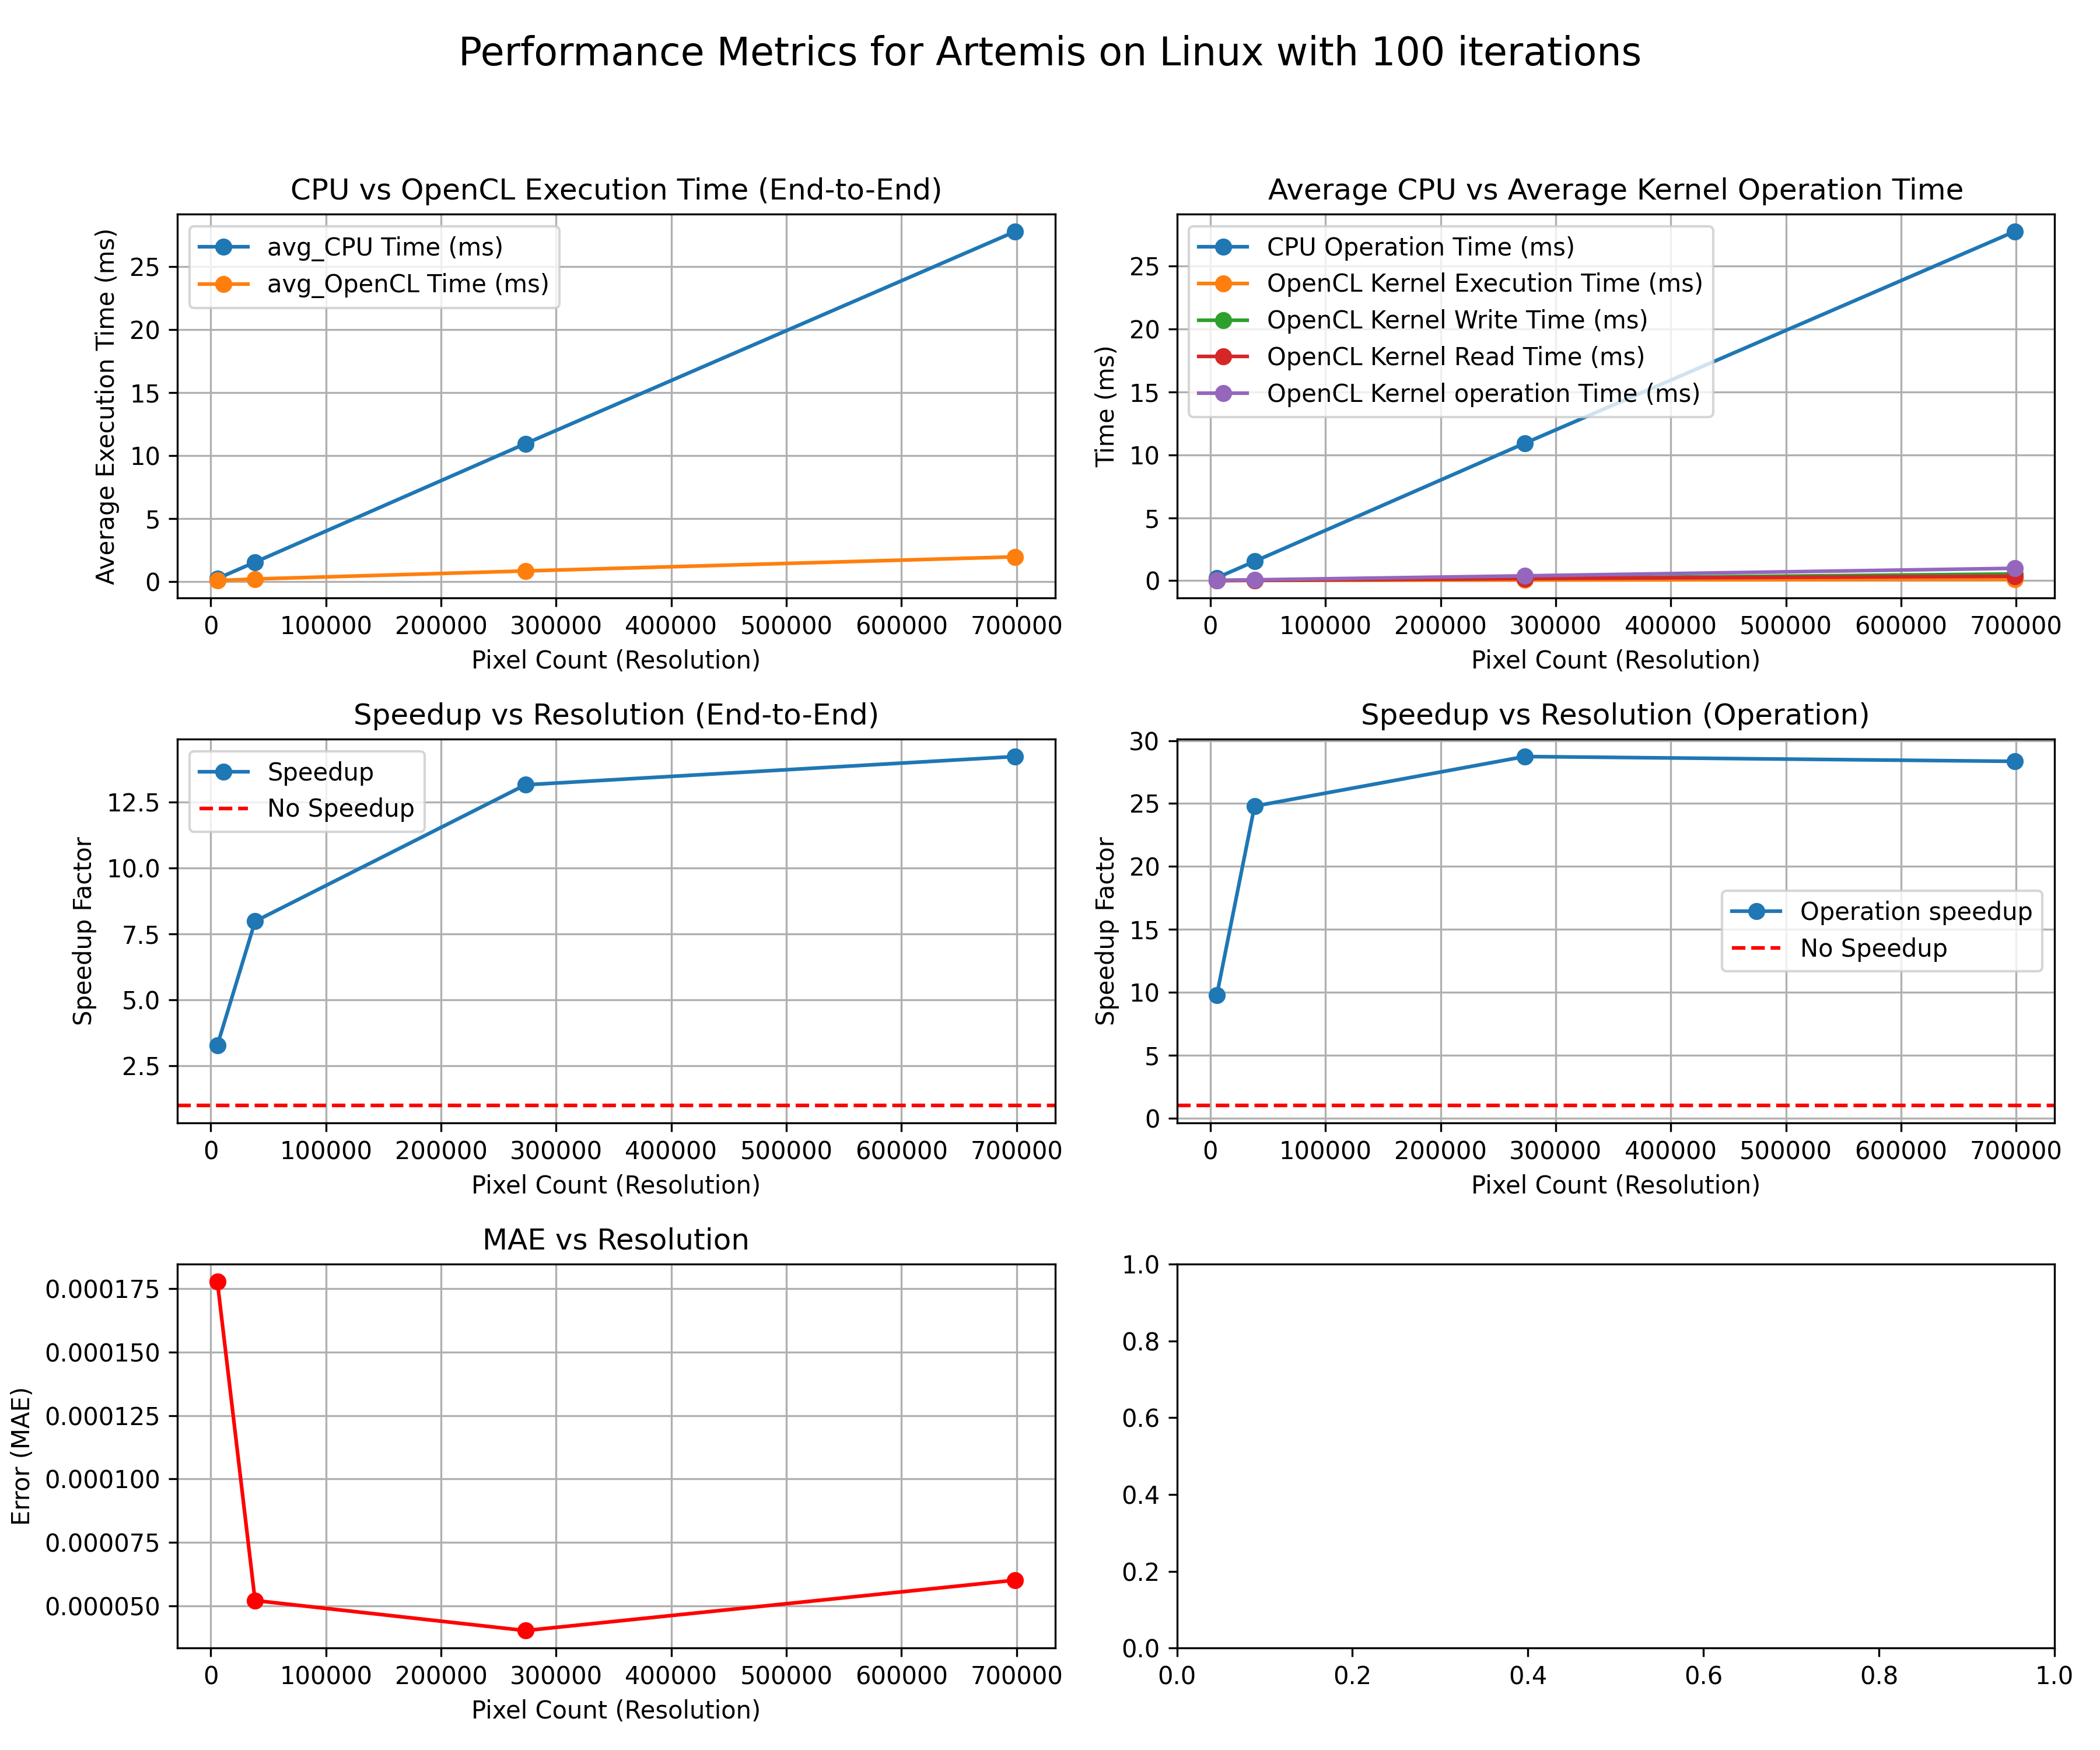 Performance Metrics for Artemis on Linux with 100 iterations
CPU vs OpenCL Execution Time (End-to-End)
Average Execution Time (ms)
25
20
15
10
5
0
avg_CPU Time (ms)
avg_OpenCL Time (ms)
0 100000 200000 300000 400000 500000 600000 700000
Pixel Count (Resolution)
Average CPU vs Average Kernel Operation Time
Time (ms)
25
20
15
10
5
0
CPU Operation Time (ms)
OpenCL Kernel Execution Time (ms)
OpenCL Kernel Write Time (ms)
OpenCL Kernel Read Time (ms)
OpenCL Kernel operation Time (ms)
0 100000 200000 300000 400000 500000 600000 700000
Pixel Count (Resolution)
Speedup vs Resolution (End-to-End)
Speedup Factor
12.5
10.0
7.5
5.0
2.5
Speedup
No Speedup
0 100000 200000 300000 400000 500000 600000 700000
Pixel Count (Resolution)
Speedup vs Resolution (Operation)
Speedup Factor
30
25
20
15
10
5
0
Operation speedup
No Speedup
0 100000 200000 300000 400000 500000 600000 700000
Pixel Count (Resolution)
MAE vs Resolution
Error (MAE)
0.000175
0.000150
0.000125
0.000100
0.000075
0.000050
0 100000 200000 300000 400000 500000 600000 700000
Pixel Count (Resolution)
1.0
0.8
0.6
0.4
0.2
0.0
0.0 0.2 0.4 0.6 0.8 1.0